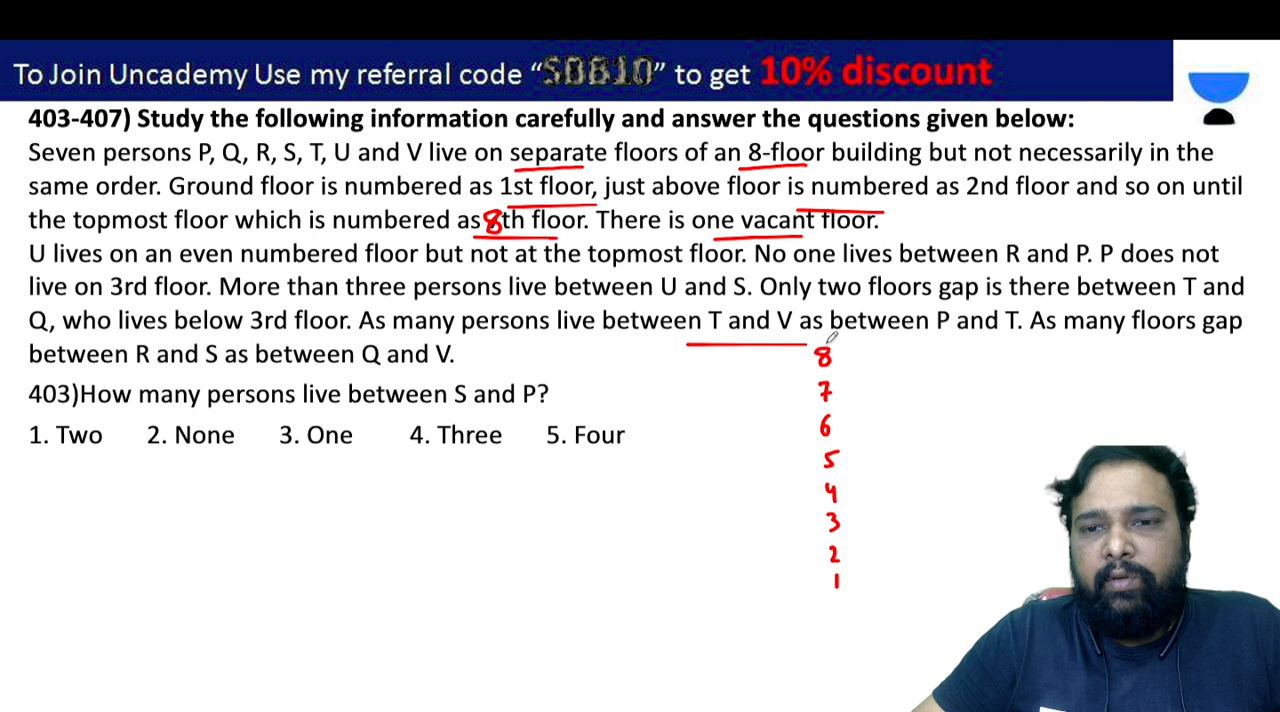 To Join Uncademy Use my referral code “SBB10” to get 10% discount
403-407) Study the following information carefully and answer the questions given below:
Seven persons P, Q, R, S, T, U and V live on separate floors of an 8-floor building but not necessarily in the
same order. Ground floor is numbered as 1st floor, just above floor is numbered as 2nd floor and so on until
the topmost floor which is numbered as 8th floor. There is one vacant floor.
U lives on an even numbered floor but not at the topmost floor. No one lives between R and P. P does not
live on 3rd floor. More than three persons live between U and S. Only two floors gap is there between T and
Q, who lives below 3rd floor. As many persons live between T and V as between P and T. As many floors gap
between R and S as between Q and V.
8
403)How many persons live between S and P?
7
1. Two 2. None 3. One 4. Three 5. Four
6
5
4
3
2
1